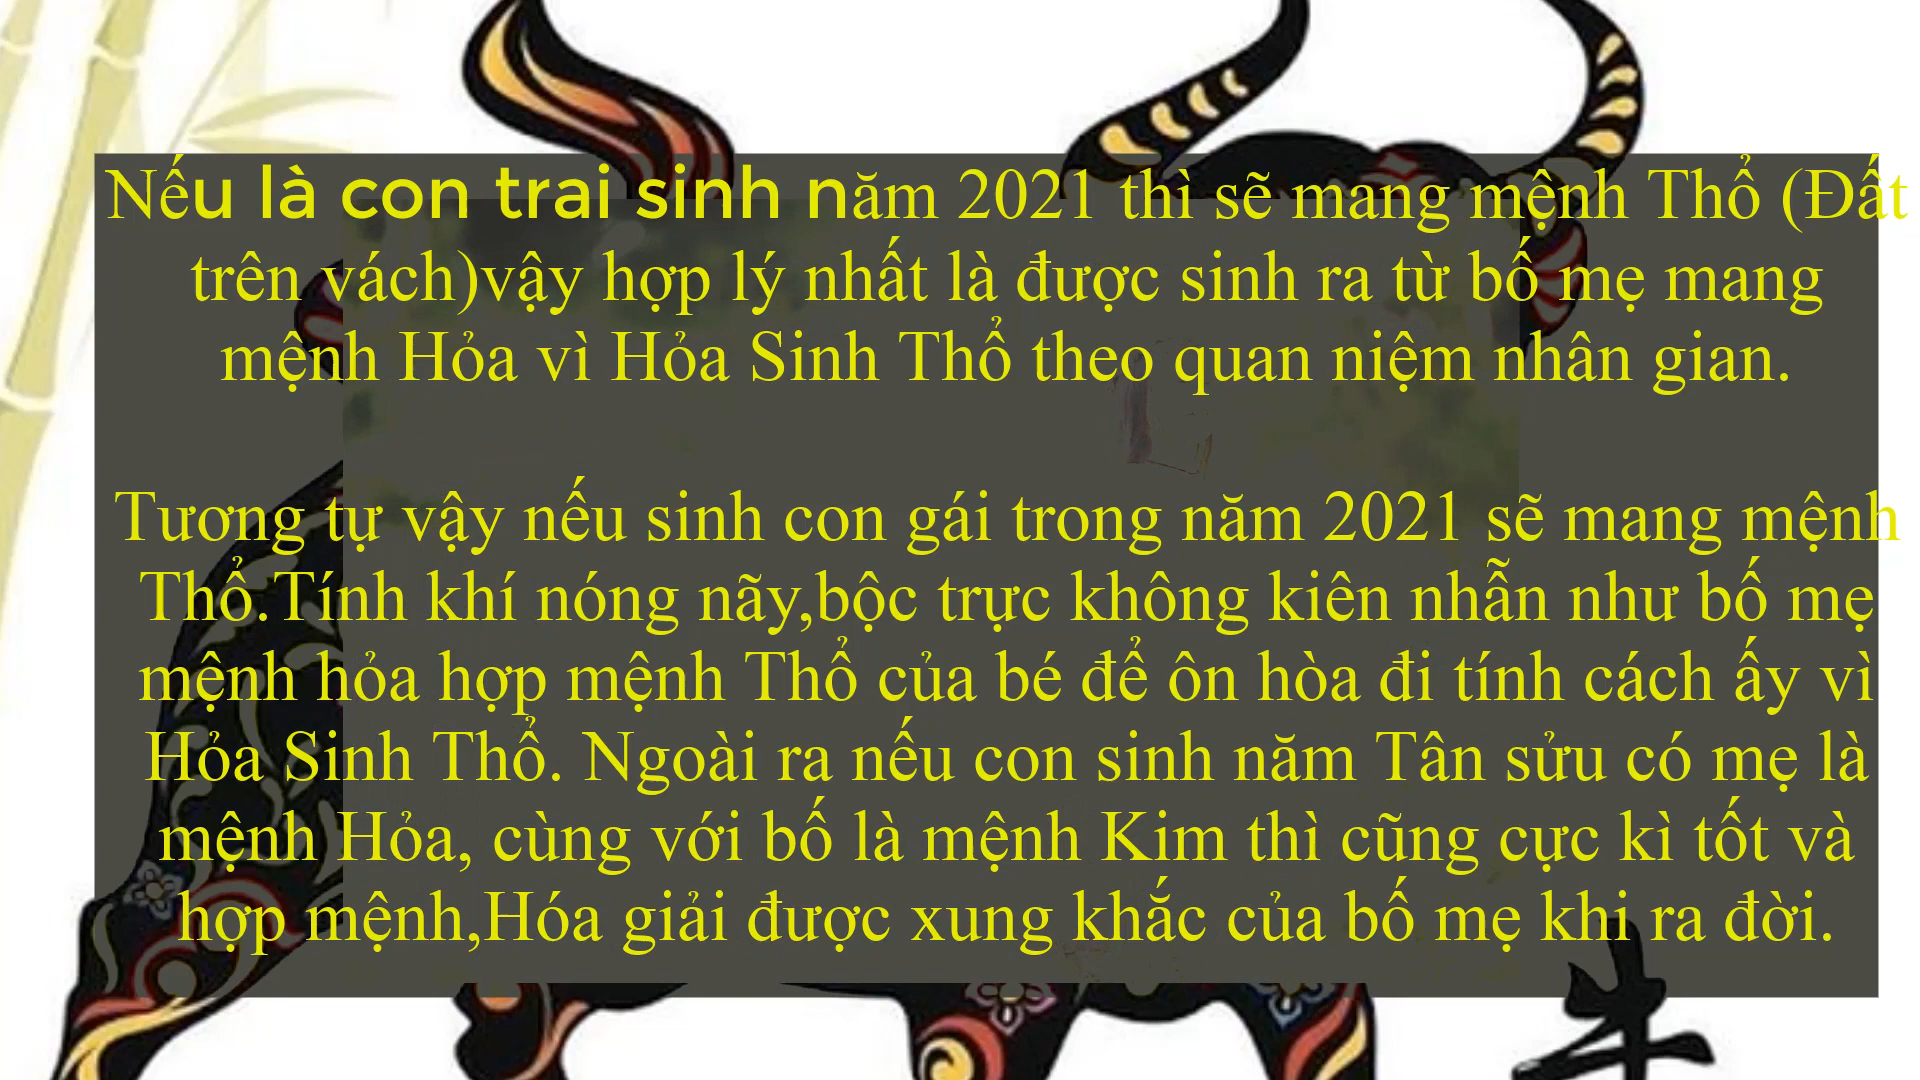 Nếu là con trai sinh năm 2021 thì sẽ mang mệnh Thổ (Đất
trên vách)vậy hợp lý nhất là được sinh ra từ bố mẹ mang
mệnh Hỏa vì Hỏa Sinh Thổ theo quan niệm nhân gian.
Tương tự vậy nếu sinh con gái trong năm 2021 sẽ mang mệnh
Thổ.Tính khí nóng nãy,bộc trực không kiên nhẫn như bố mẹ
mệnh hỏa hợp mệnh Thổ của bé để ôn hòa đi tính cách ấy vì
Hỏa Sinh Thổ. Ngoài ra nếu con sinh năm Tân sửu có mẹ là
mệnh Hỏa, cùng với bố là mệnh Kim thì cũng cực kì tốt và
hợp mệnh,Hóa giải được xung khắc của bố mẹ khi ra đời.
牛